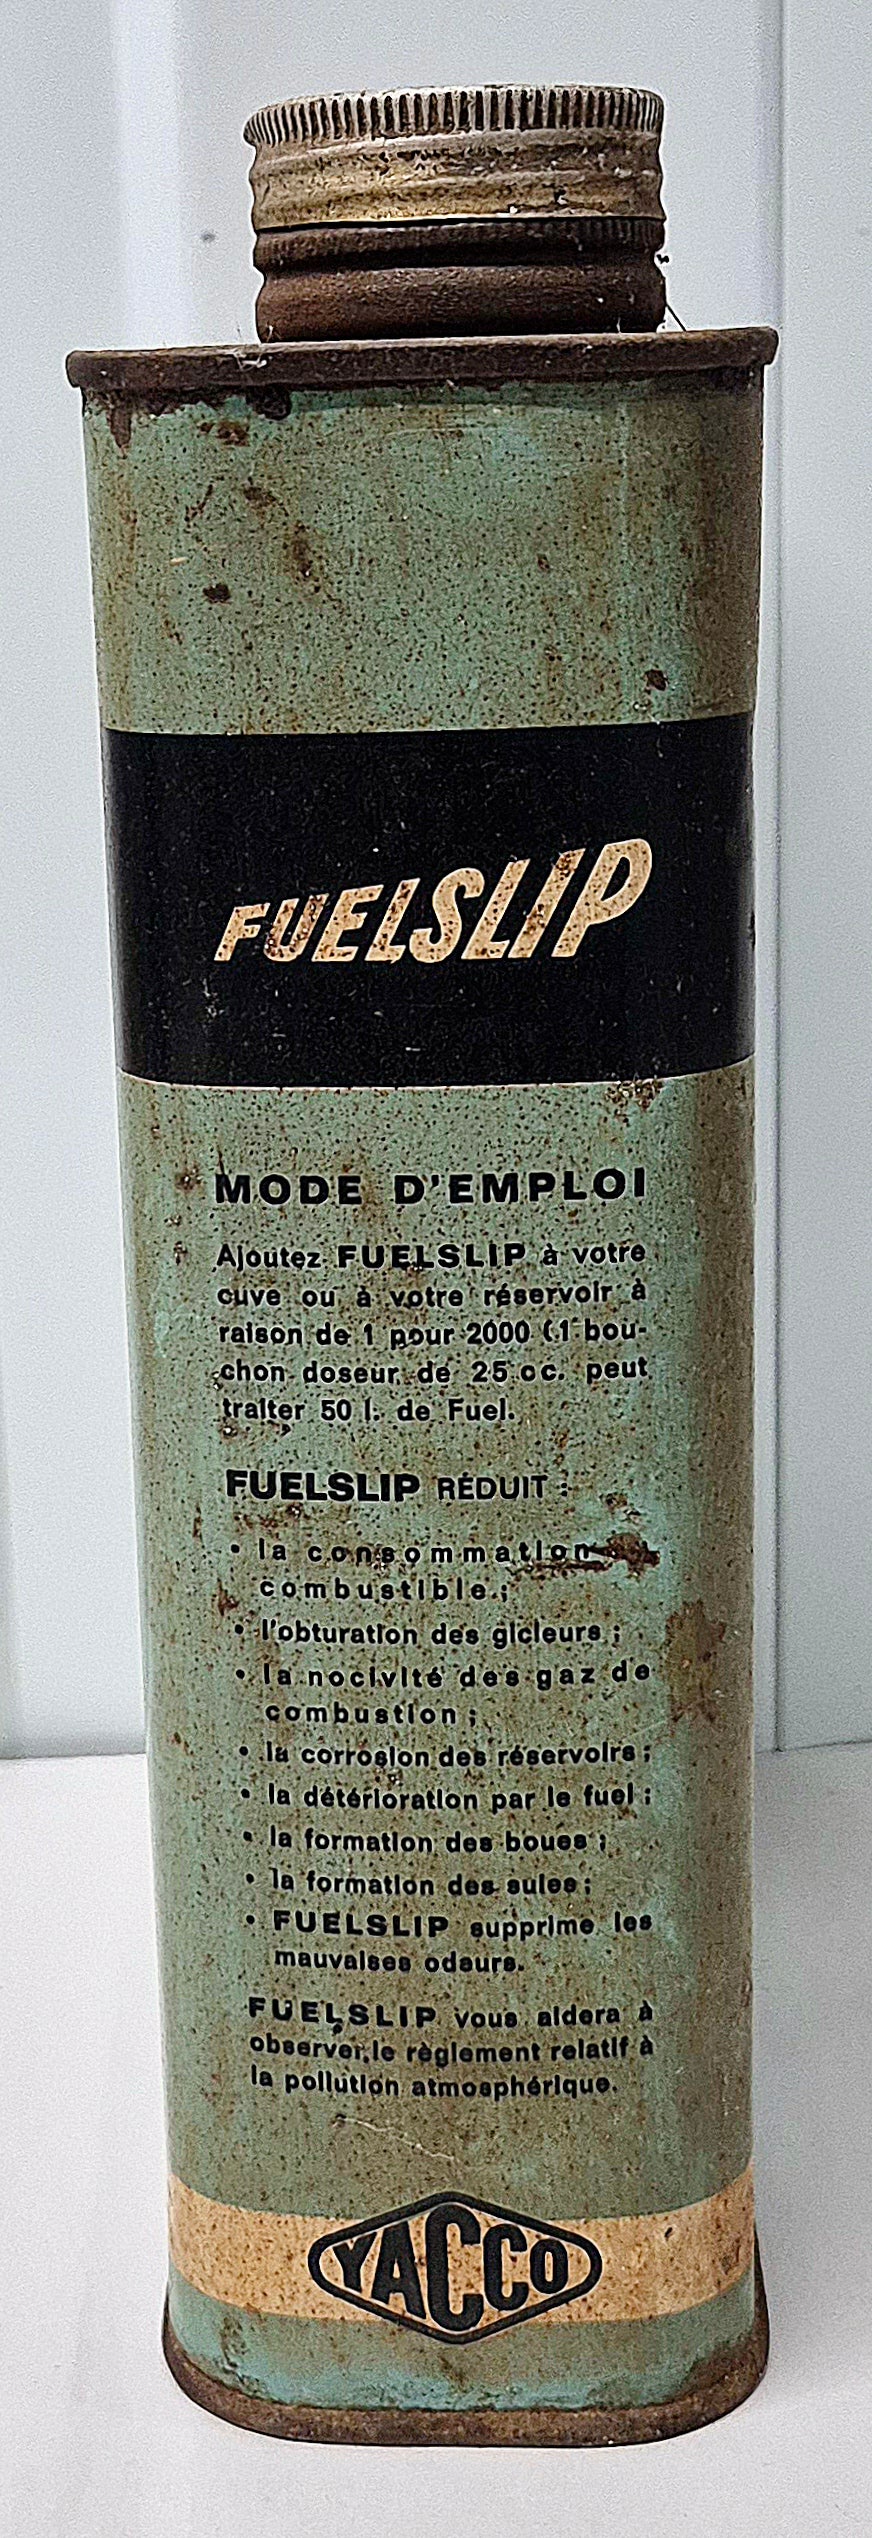 FUELSLIP
MODE D'EMPLOI
Ajoutez FUELSLIP à votre
cuve ou à votre réservoir à
raison de 1 pour 2000 (1 bou-
chon doseur de 25 cc. peut
traiter 50 l. de Fuel.
FUELSLIP RÉDUIT :
• la consommation
combustible ;
• l'obturation des gicleurs ;
• la nocivité des gaz de
combustion ;
• la corrosion des réservoirs ;
• la détérioration par le fuel ;
• la formation des boues ;
• la formation des suies ;
• FUELSLIP supprime les
mauvaises odeurs.
FUELSLIP vous aidera à
observer le règlement relatif à
la pollution atmosphérique.
YACCO